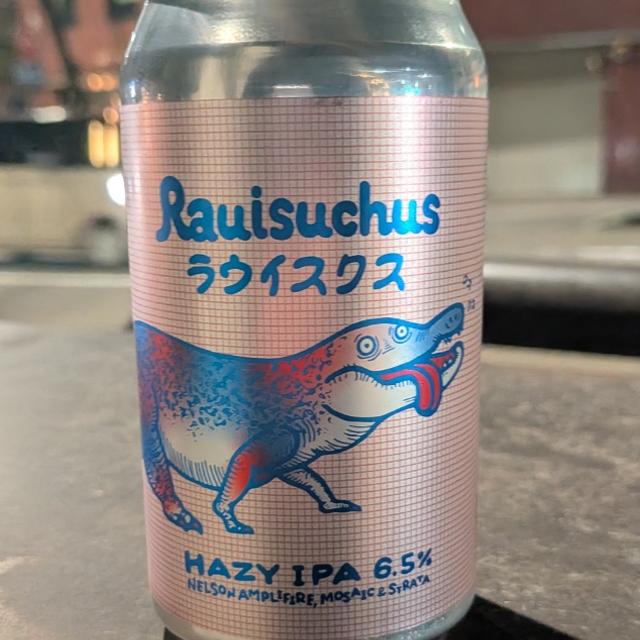 Rauisuchus
ラウイスクス
HAZY IPA 6.5%
NELSON AMPLIFIRE, MOSAIC & STRATA